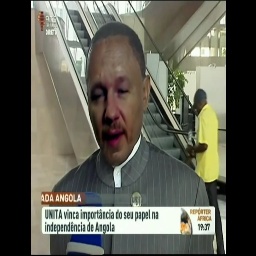 ADA ANGOLA
UNITA vinca importância do seu papel na
independência de Angola
REPÓRTER
ÁFRICA
19:37